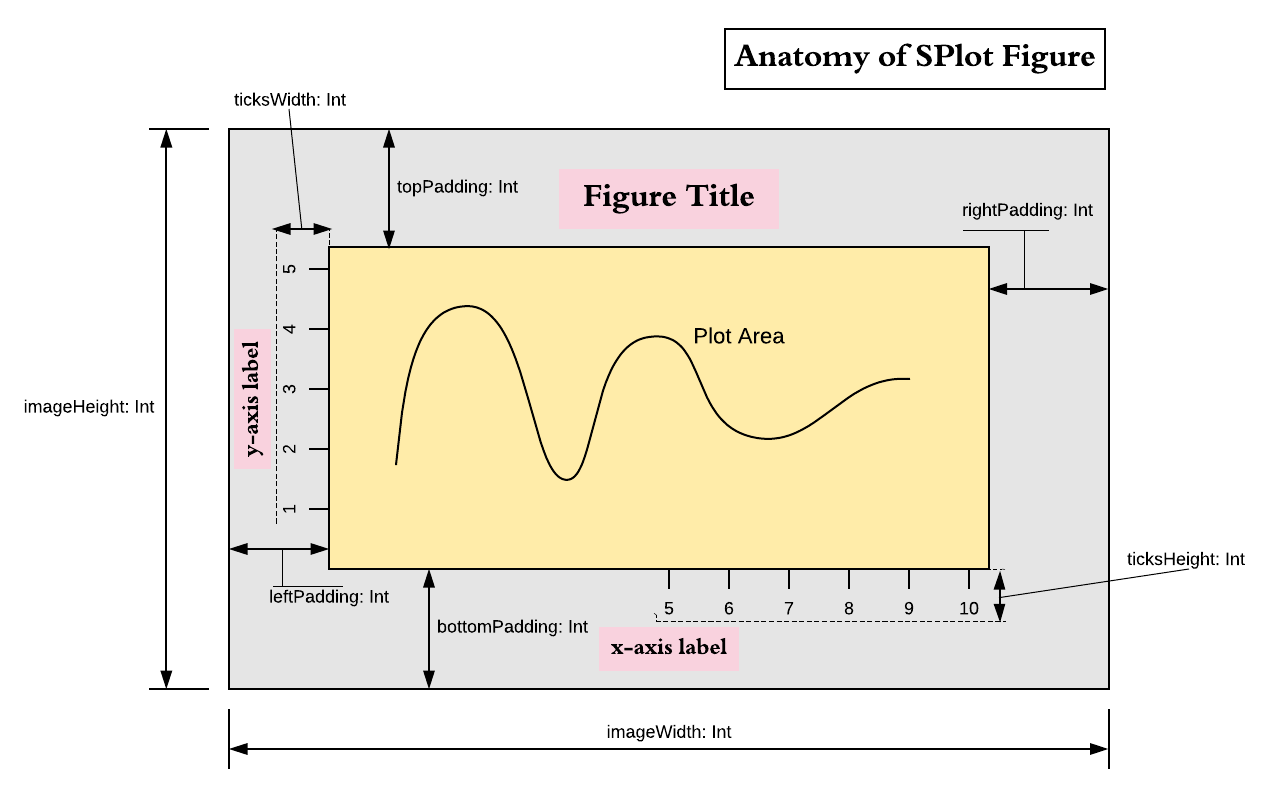 Anatomy of SPlot Figure
ticksWidth: Int
topPadding: Int
Figure Title
rightPadding: Int
5
4
3
2
1
Plot Area
y-axis label
imageHeight: Int
ticksHeight: Int
leftPadding: Int
5 6 7 8 9 10
bottomPadding: Int
x-axis label
imageWidth: Int